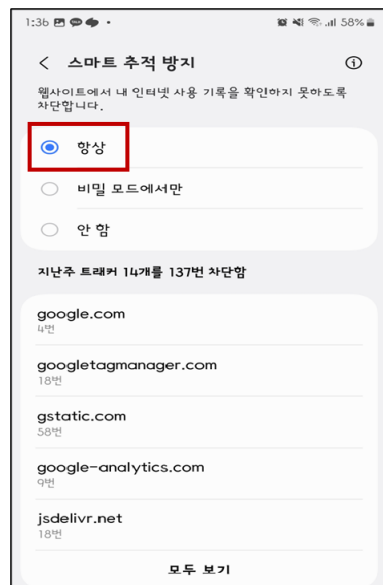 1:36
58%
스마트 추적 방지
웹사이트에서 내 인터넷 사용 기록을 확인하지 못하도록
차단합니다.
항상
비밀 모드에서만
안 함
지난주 트래커 14개를 137번 차단함
google.com
4번
googletagmanager.com
18번
gstatic.com
58번
google-analytics.com
9번
jsdelivr.net
18번
모두 보기